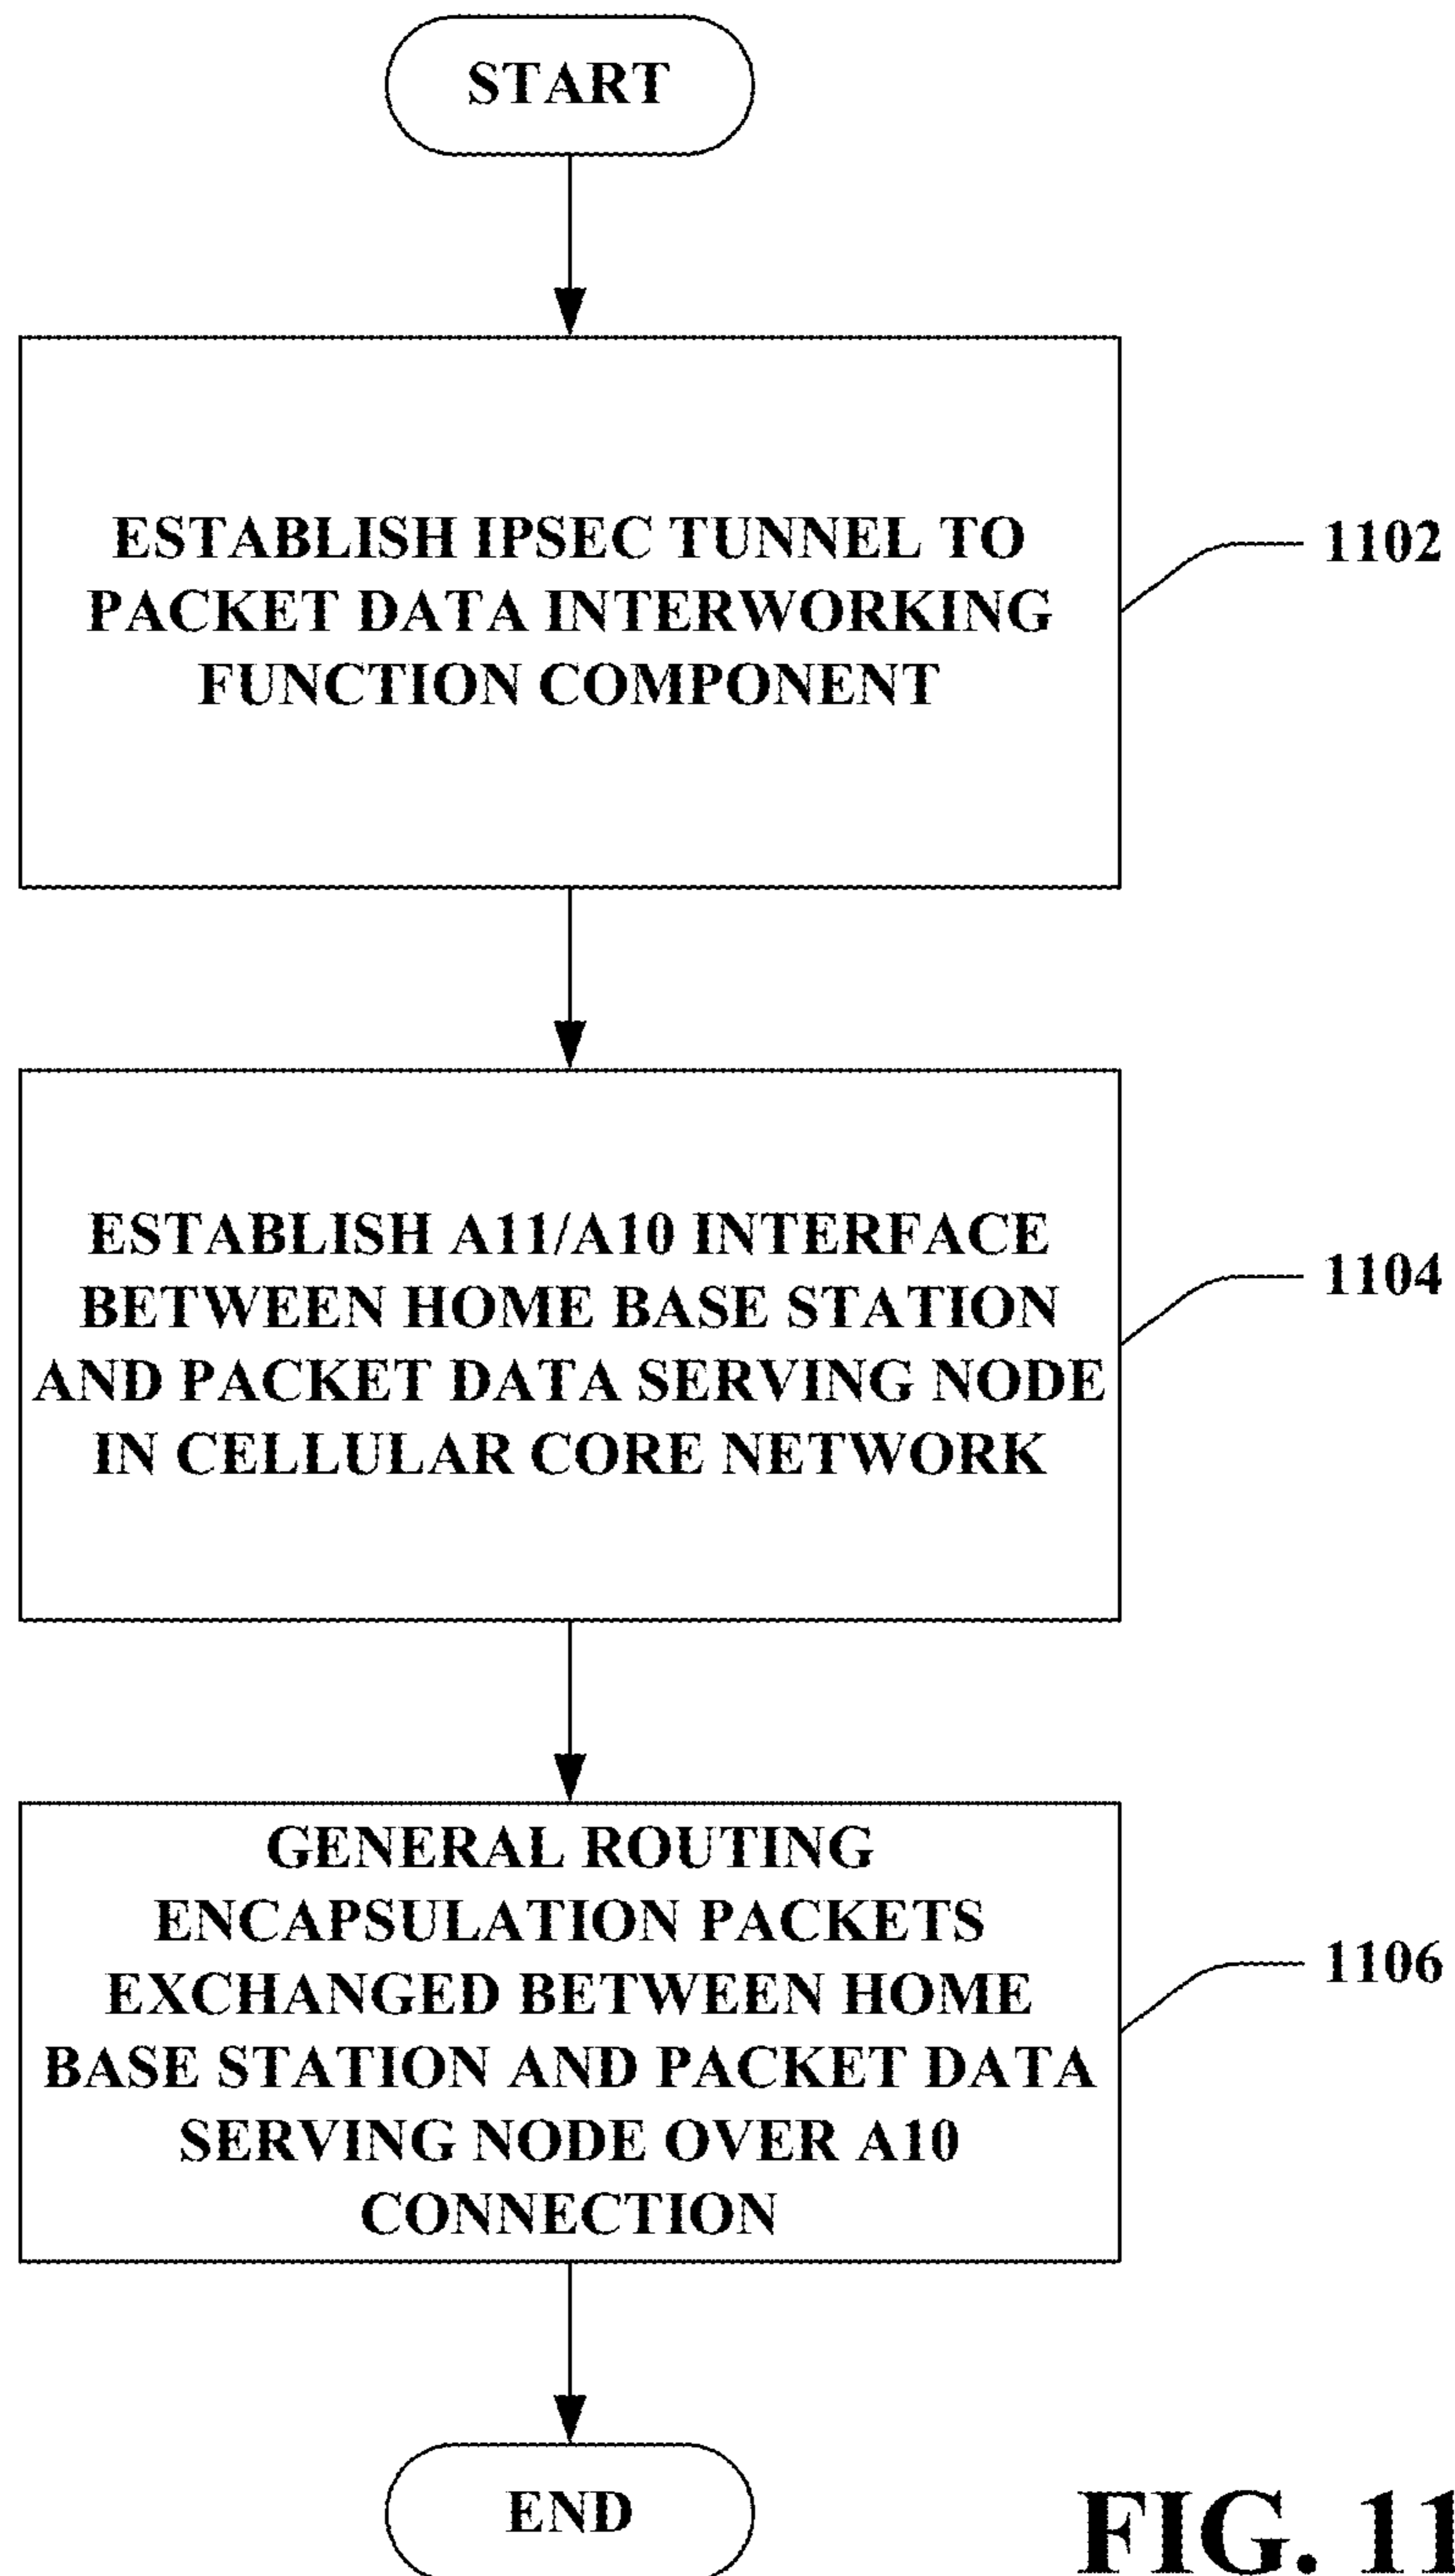 START
ESTABLISH IPSEC TUNNEL TO
PACKET DATA INTERWORKING
FUNCTION COMPONENT
1102
ESTABLISH A11/A10 INTERFACE
BETWEEN HOME BASE STATION
AND PACKET DATA SERVING NODE
IN CELLULAR CORE NETWORK
1104
GENERAL ROUTING
ENCAPSULATION PACKETS
EXCHANGED BETWEEN HOME
BASE STATION AND PACKET DATA
SERVING NODE OVER A10
CONNECTION
1106
END
FIG. 11